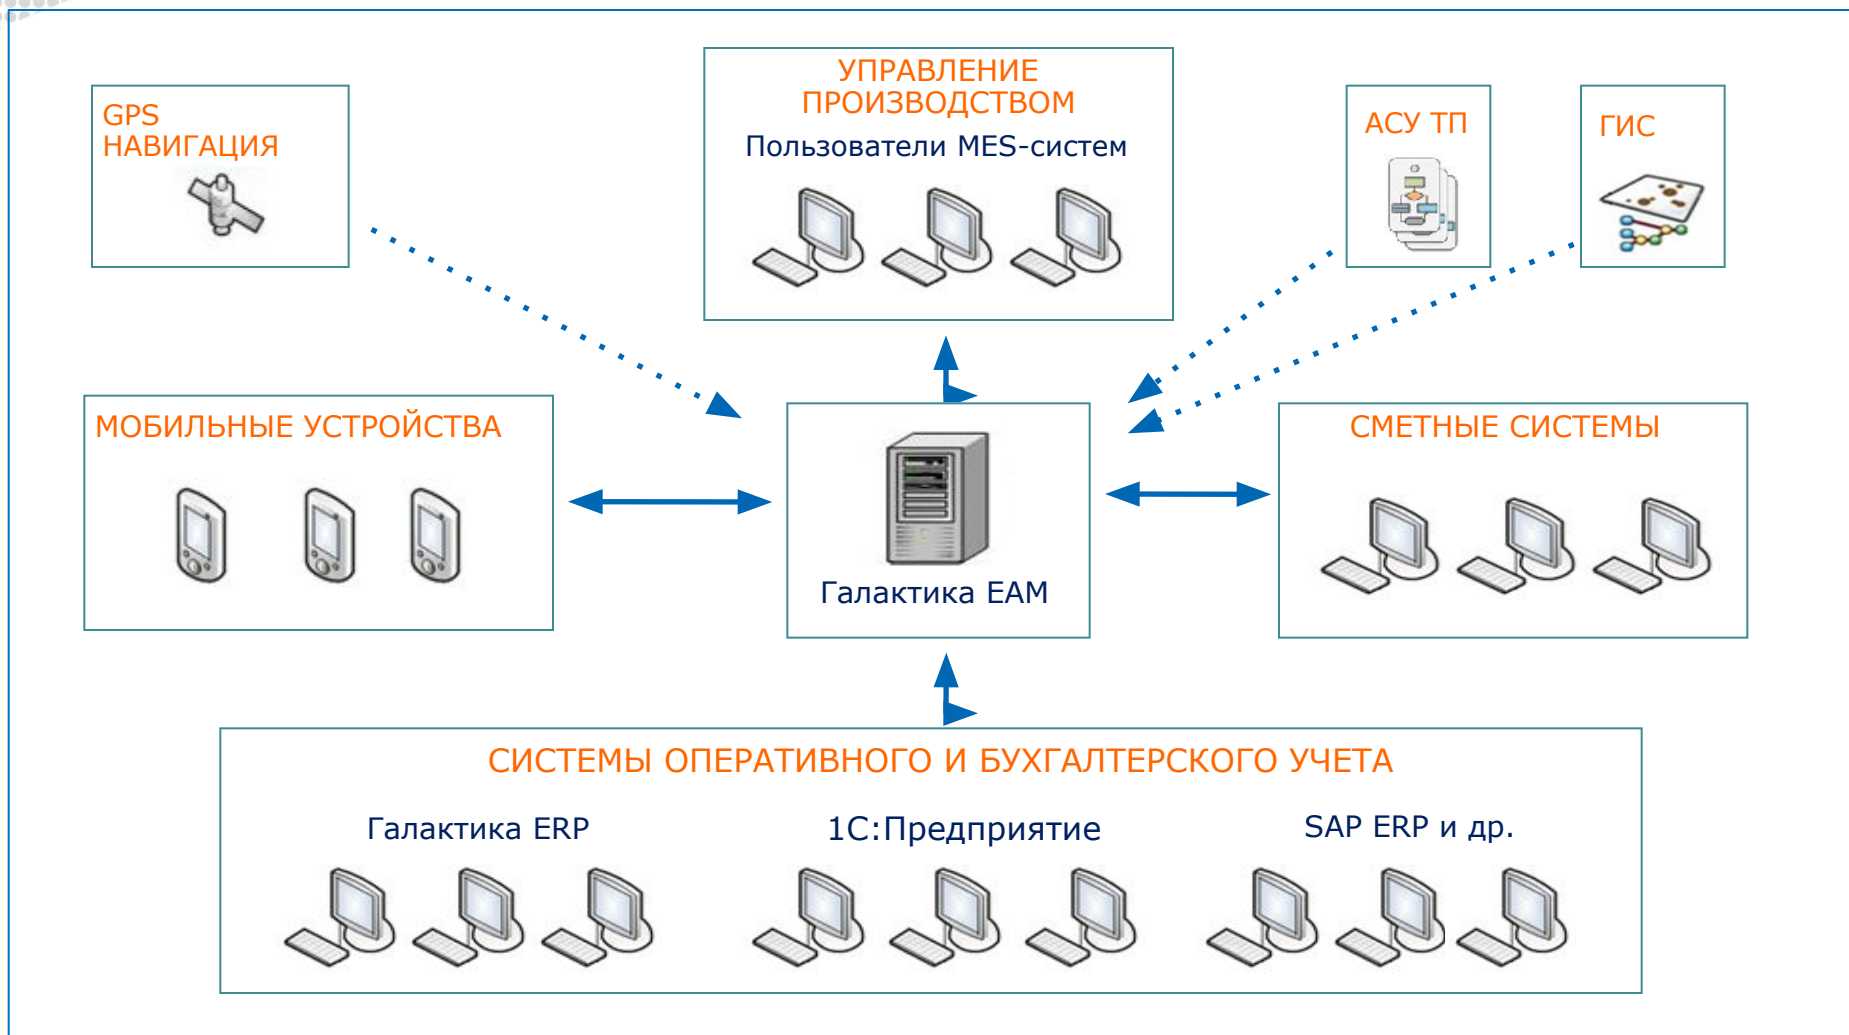 УПРАВЛЕНИЕ
ПРОИЗВОДСТВОМ
Пользователи MES-систем
GPS
НАВИГАЦИЯ
АСУ ТП
ГИС
МОБИЛЬНЫЕ УСТРОЙСТВА
СМЕТНЫЕ СИСТЕМЫ
Галактика EAM
СИСТЕМЫ ОПЕРАТИВНОГО И БУХГАЛТЕРСКОГО УЧЕТА
Галактика ERP
1С:Предприятие
SAP ERP и др.